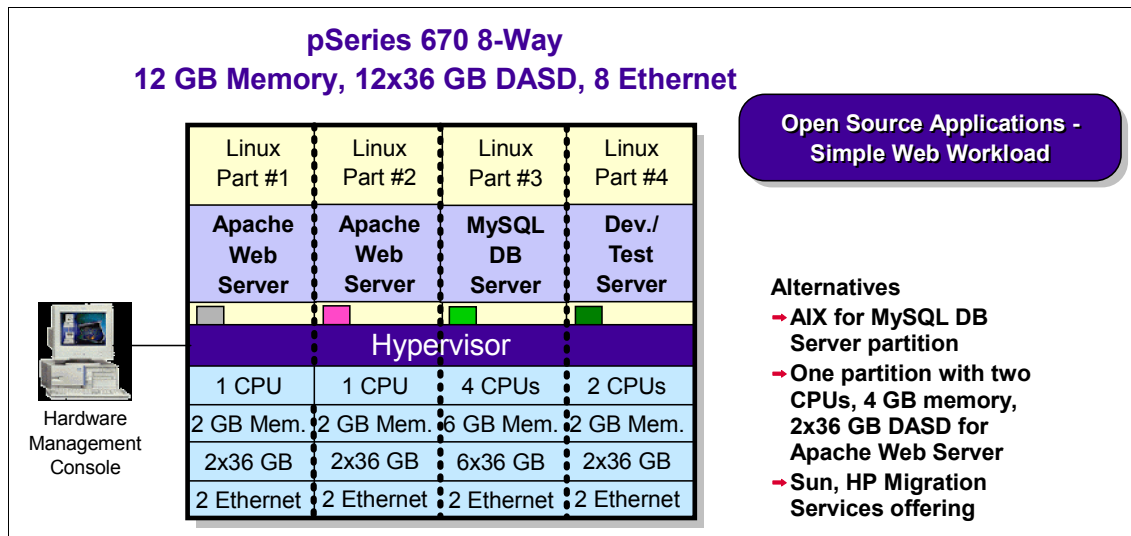 pSeries 670 8-Way
12 GB Memory, 12x36 GB DASD, 8 Ethernet
Open Source Applications -
Simple Web Workload
Linux
Part #1
Linux
Part #2
Linux
Part #3
Linux
Part #4
Apache
Web
Server
Apache
Web
Server
MySQL
DB
Server
Dev./
Test
Server
Hypervisor
1 CPU
1 CPU
4 CPUs
2 CPUs
2 GB Mem.
2 GB Mem.
6 GB Mem.
2 GB Mem.
2x36 GB
2x36 GB
6x36 GB
2x36 GB
2 Ethernet
2 Ethernet
2 Ethernet
2 Ethernet
Hardware
Management
Console
Alternatives
AIX for MySQL DB
Server partition
One partition with two
CPUs, 4 GB memory,
2x36 GB DASD for
Apache Web Server
Sun, HP Migration
Services offering